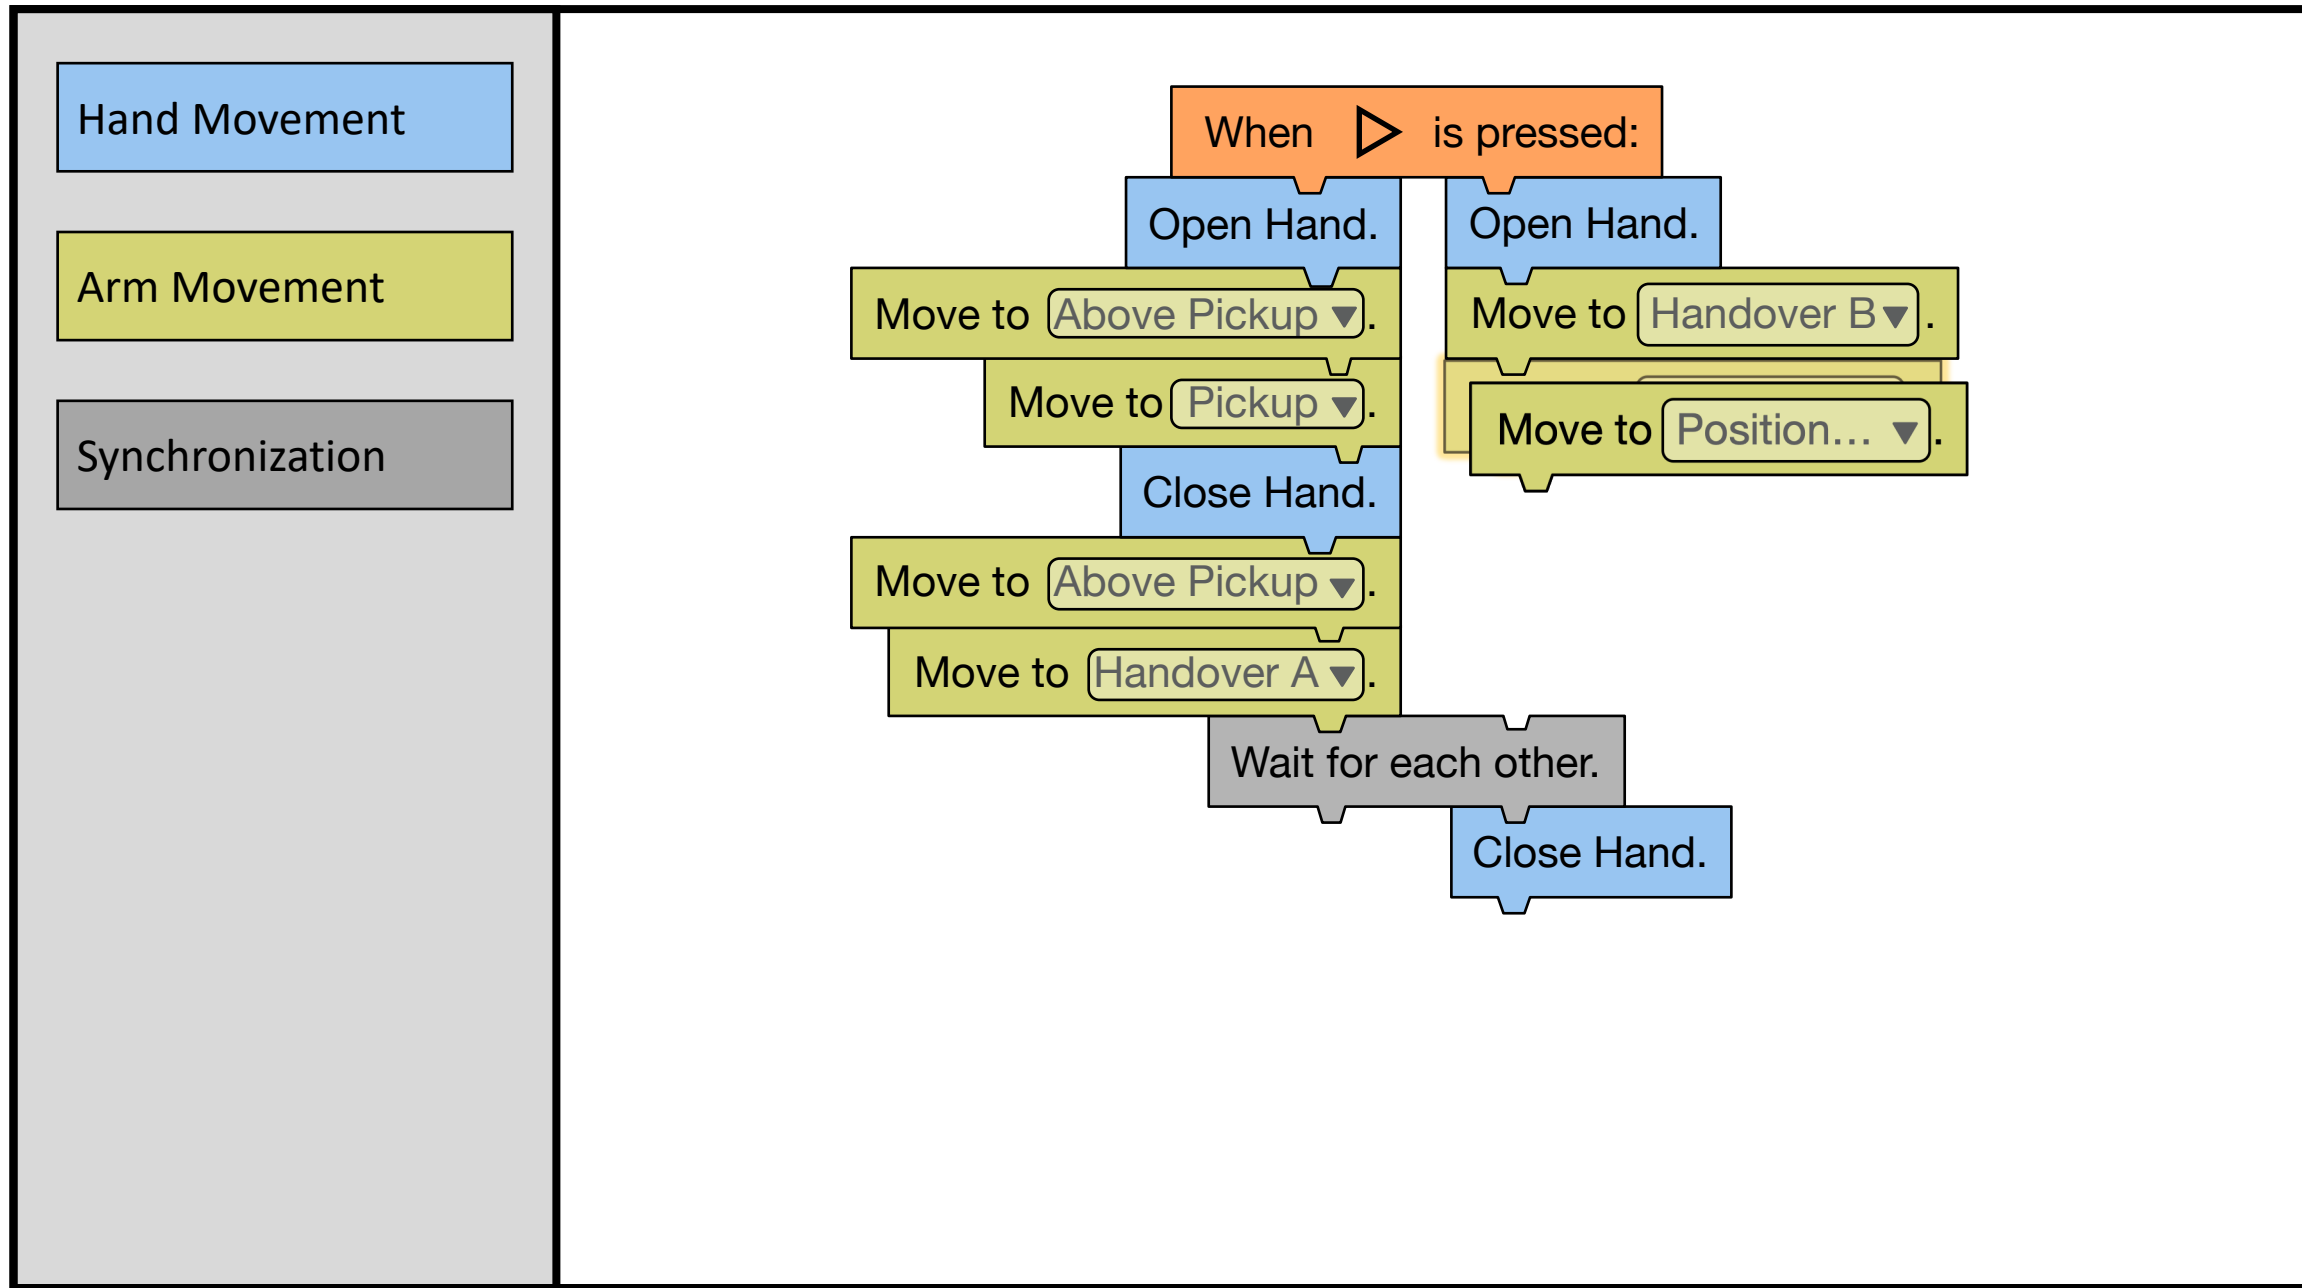 Hand Movement
Arm Movement
Synchronization
When is pressed:
Open Hand. Open Hand.
Move to Above Pickup. Move to Handover B.
Move to Pickup. Move to Position... .
Close Hand.
Move to Above Pickup.
Move to Handover A.
Wait for each other.
Close Hand.